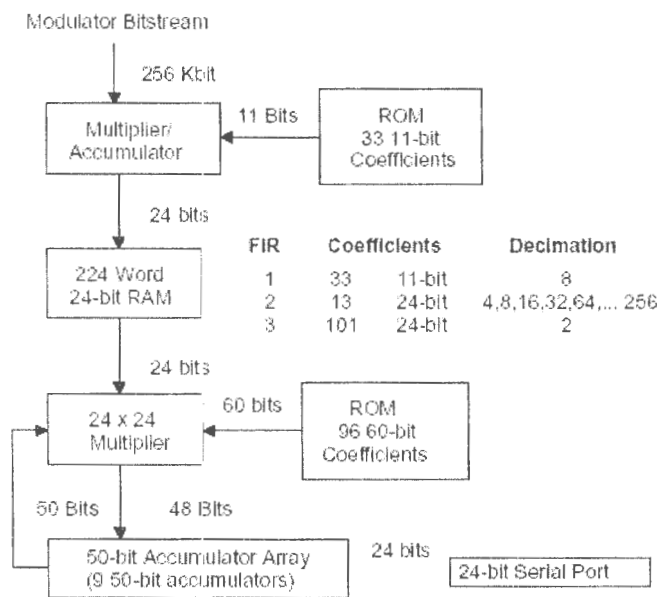 Modulator Bitstream
256 Kbit
Multiplier/
Accumulator
11 Bits
ROM
33 11-bit
Coefficients
24 bits
224 Word
24-bit RAM
FIR Coefficients Decimation
1 33 11-bit 8
2 13 24-bit 4,8,16,32,64,... 256
3 101 24-bit 2
24 bits
24 x 24
Multiplier
60 bits
ROM
96 60-bit
Coefficients
Bits
48 Bits
50-bit Accumulator Array
(9 50-bit accumulators)
24 bits
24-bit Serial Port